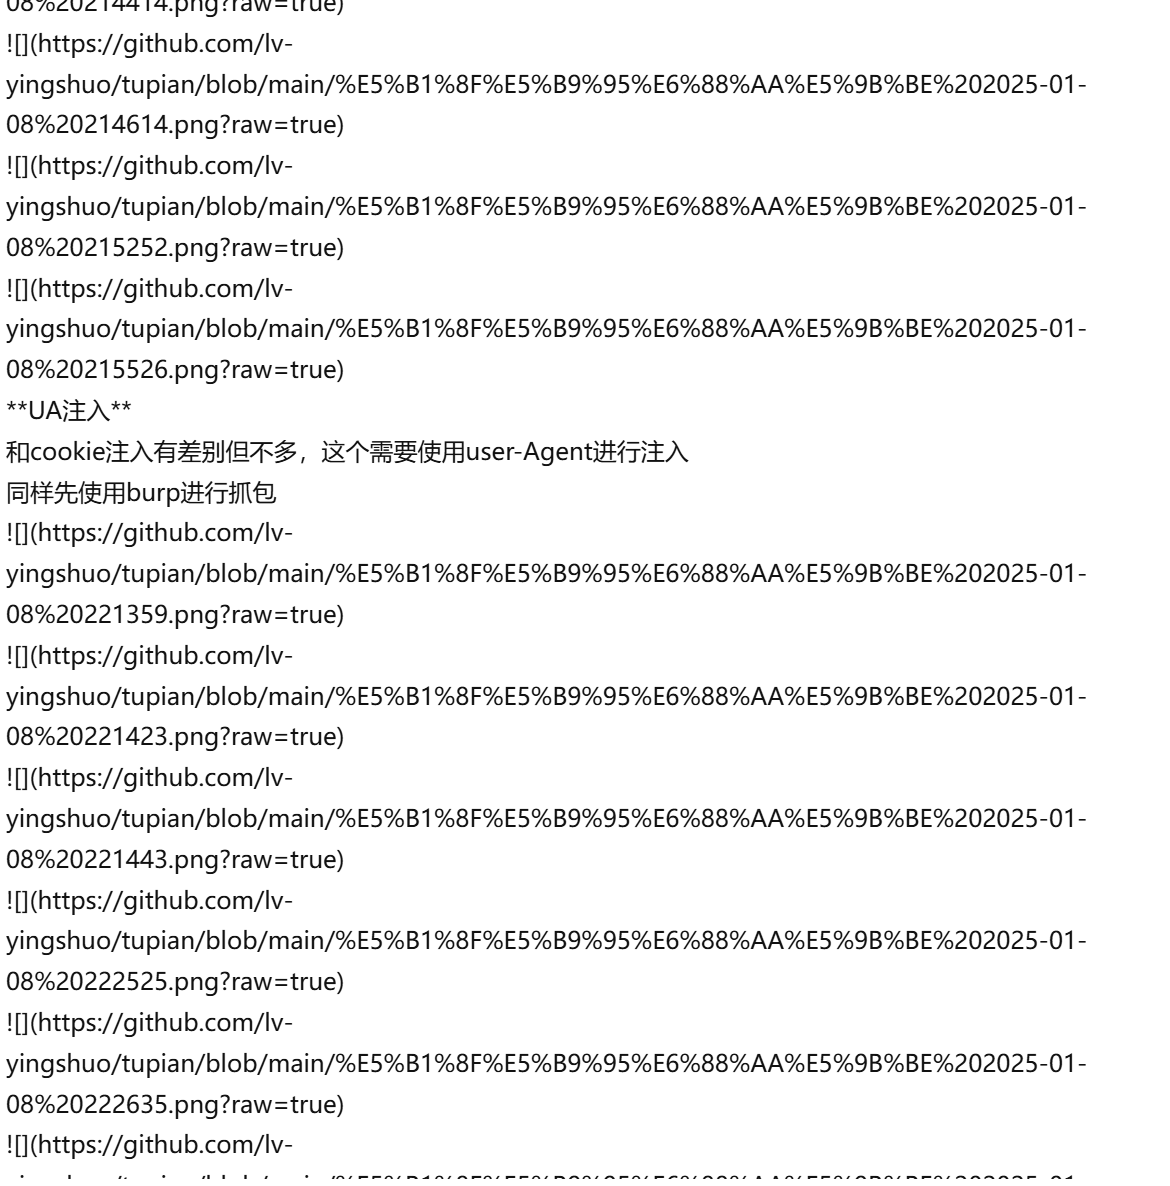 08%20214414.png?raw=true)
![](https://github.com/lv-
yingshuo/tupian/blob/main/%E5%B1%8F%E5%B9%95%E6%88%AA%E5%9B%BE%202025-01-
08%20214614.png?raw=true)
![](https://github.com/lv-
yingshuo/tupian/blob/main/%E5%B1%8F%E5%B9%95%E6%88%AA%E5%9B%BE%202025-01-
08%20215252.png?raw=true)
![](https://github.com/lv-
yingshuo/tupian/blob/main/%E5%B1%8F%E5%B9%95%E6%88%AA%E5%9B%BE%202025-01-
08%20215526.png?raw=true)
**UA注入**
和cookie注入有差别但不多，这个需要使用user-Agent进行注入
同样先使用burp进行抓包
![](https://github.com/lv-
yingshuo/tupian/blob/main/%E5%B1%8F%E5%B9%95%E6%88%AA%E5%9B%BE%202025-01-
08%20221359.png?raw=true)
![](https://github.com/lv-
yingshuo/tupian/blob/main/%E5%B1%8F%E5%B9%95%E6%88%AA%E5%9B%BE%202025-01-
08%20221423.png?raw=true)
![](https://github.com/lv-
yingshuo/tupian/blob/main/%E5%B1%8F%E5%B9%95%E6%88%AA%E5%9B%BE%202025-01-
08%20221443.png?raw=true)
![](https://github.com/lv-
yingshuo/tupian/blob/main/%E5%B1%8F%E5%B9%95%E6%88%AA%E5%9B%BE%202025-01-
08%20222525.png?raw=true)
![](https://github.com/lv-
yingshuo/tupian/blob/main/%E5%B1%8F%E5%B9%95%E6%88%AA%E5%9B%BE%202025-01-
08%20222635.png?raw=true)
![](https://github.com/lv-